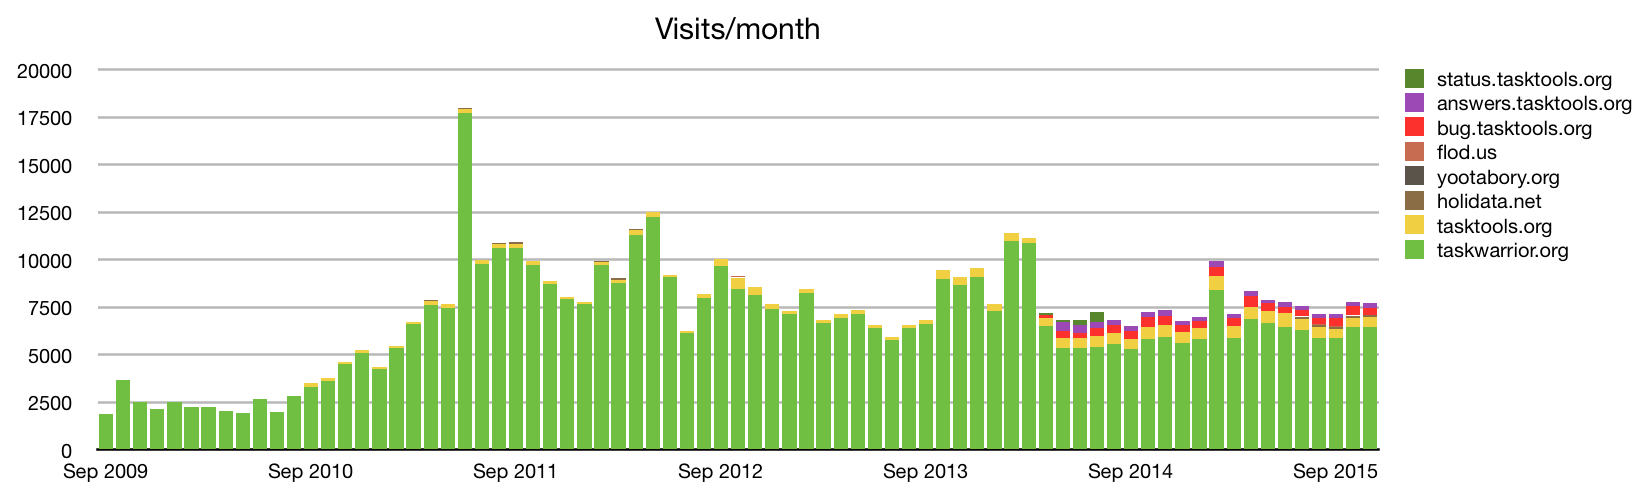 Visits/month
20000
17500
15000
12500
10000
7500
5000
2500
0
Sep 2009 Sep 2010 Sep 2011 Sep 2012 Sep 2013 Sep 2014 Sep 2015
status.tasktools.org
answers.tasktools.org
bug.tasktools.org
flod.us
yootabory.org
holidata.net
tasktools.org
taskwarrior.org